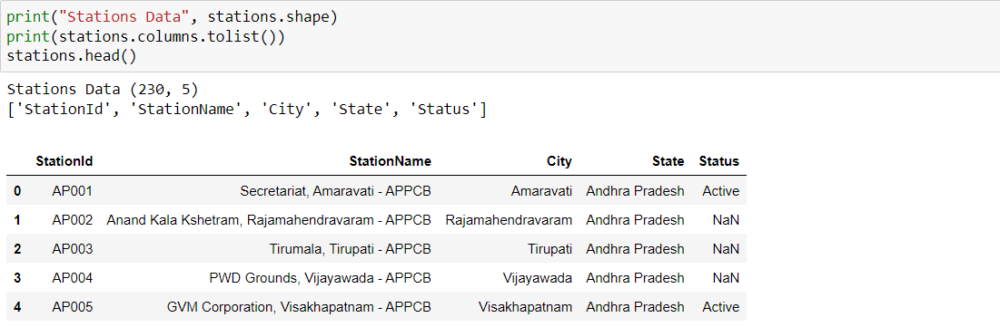 print("Stations Data", stations.shape)
print(stations.columns.tolist())
stations.head()
Stations Data (230, 5)
['StationId', 'StationName', 'City', 'State', 'Status']
StationId StationName City State Status
0 AP001 Secretariat, Amaravati - APPCB Amaravati Andhra Pradesh Active
1 AP002 Anand Kala Kshetram, Rajamahendravaram - APPCB Rajamahendravaram Andhra Pradesh NaN
2 AP003 Tirumala, Tirupati - APPCB Tirupati Andhra Pradesh NaN
3 AP004 PWD Grounds, Vijayawada - APPCB Vijayawada Andhra Pradesh NaN
4 AP005 GVM Corporation, Visakhapatnam - APPCB Visakhapatnam Andhra Pradesh Active